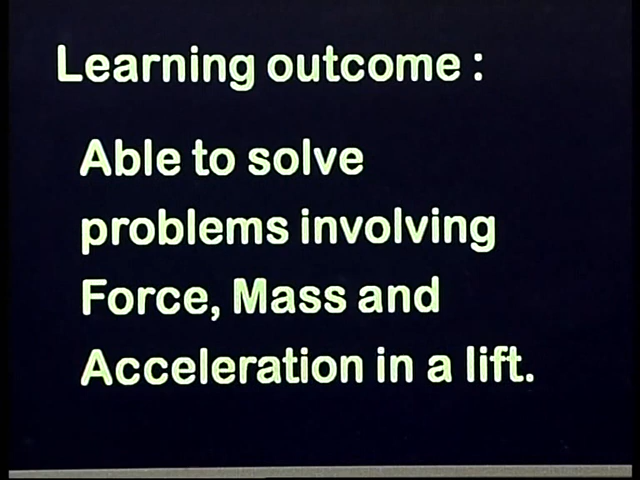 Learning outcome :
Able to solve
problems involving
Force, Mass and
Acceleration in a lift.